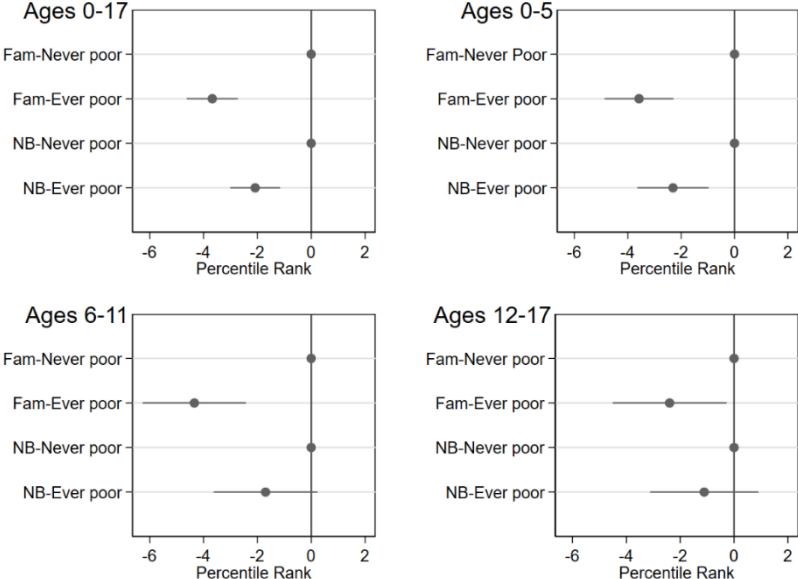 Ages 0-17
Fam-Never poor
Fam-Ever poor
NB-Never poor
NB-Ever poor
-6 -4 -2 0 2
Percentile Rank
Ages 0-5
Fam-Never Poor
Fam-Ever poor
NB-Never poor
NB-Ever poor
-6 -4 -2 0 2
Percentile Rank
Ages 6-11
Fam-Never poor
Fam-Ever poor
NB-Never poor
NB-Ever poor
-6 -4 -2 0 2
Percentile Rank
Ages 12-17
Fam-Never poor
Fam-Ever poor
NB-Never poor
NB-Ever poor
-6 -4 -2 0 2
Percentile Rank